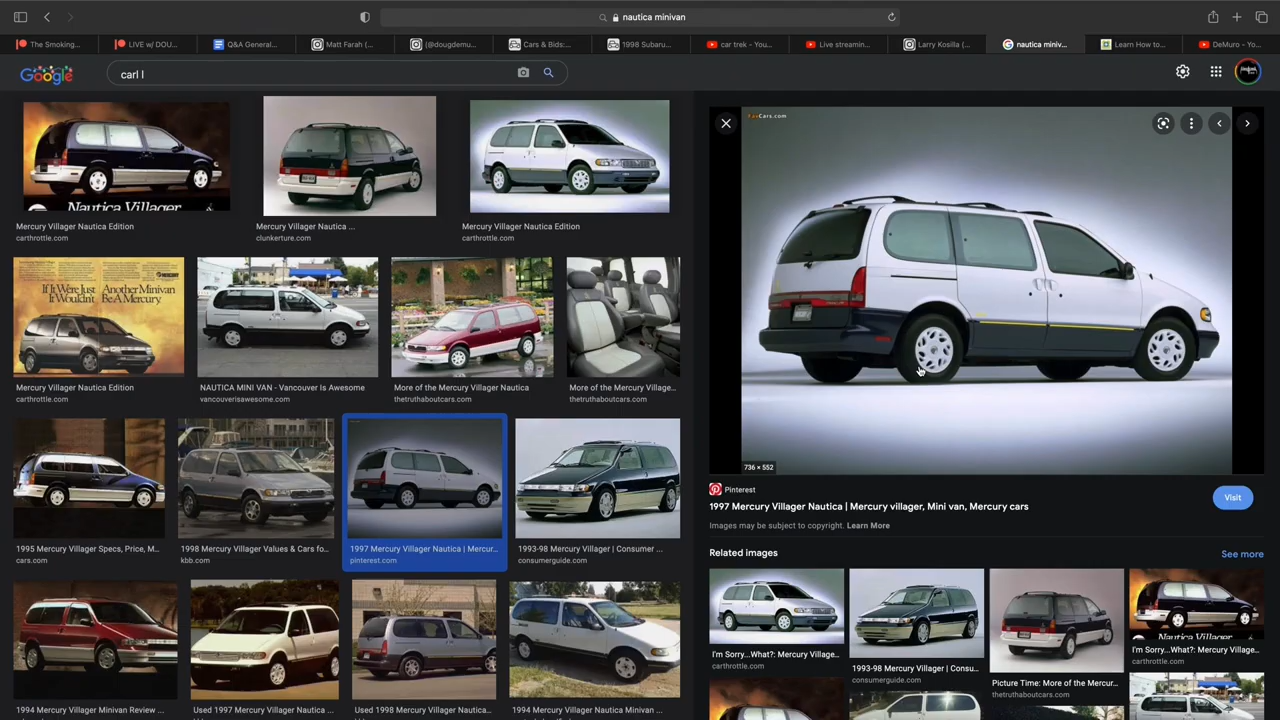 nautica minivan
The Smoking...
LIVE w/ DOU...
Q&A General...
Matt Farah (...
(@dougdemu...
Cars & Bids:...
1998 Subaru...
car trek - You...
Live streamin...
Larry Kosilla (...
nautica miniv...
Learn How to...
DeMuro - Yo...
Google
carl l
Nautica Villager
Mercury Villager Nautica Edition
carthrottle.com
Mercury Villager Nautica ...
clunkerture.com
Mercury Villager Nautica Edition
carthrottle.com
If It Were Just Another Minivan
It Wouldn't Be A Mercury.
Mercury Villager Nautica Edition
carthrottle.com
NAUTICA MINI VAN - Vancouver Is Awesome
vancouverisawesome.com
More of the Mercury Villager Nautica
thetruthaboutcars.com
More of the Mercury Village...
thetruthaboutcars.com
1995 Mercury Villager Specs, Price, M...
cars.com
1998 Mercury Villager Values & Cars fo...
kbb.com
1997 Mercury Villager Nautica | Mercur...
pinterest.com
1993-98 Mercury Villager | Consumer ...
consumerguide.com
1994 Mercury Villager Minivan Review ...
Used 1997 Mercury Villager Nautica ...
Used 1998 Mercury Villager Nautica ...
1994 Mercury Villager Nautica Minivan ...
FavCars.com
736 × 552
Pinterest
1997 Mercury Villager Nautica | Mercury villager, Mini van, Mercury cars
Visit
Images may be subject to copyright. Learn More
Related images
See more
I'm Sorry...What?: Mercury Village...
carthrottle.com
1993-98 Mercury Villager | Consu...
consumerguide.com
Picture Time: More of the Mercur...
thetruthaboutcars.com
Nautica Villager
I'm Sorry...What?: Mercury Village...
carthrottle.com